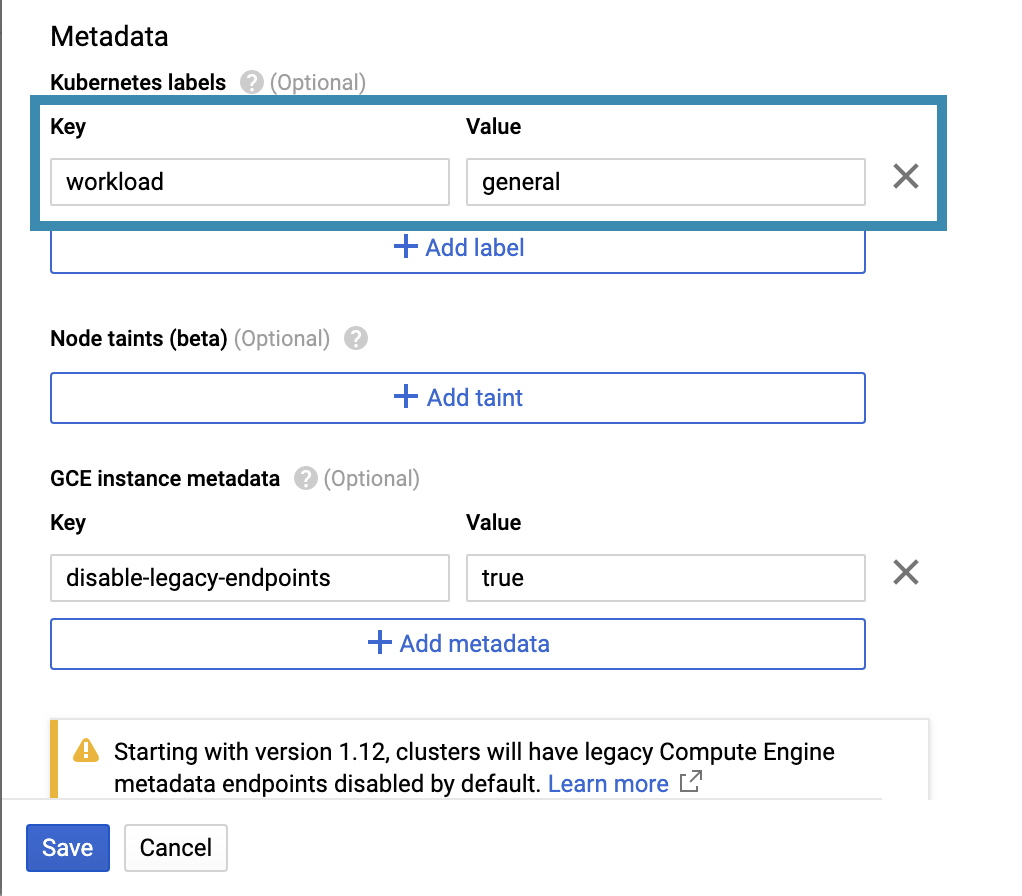 Metadata
Kubernetes labels ? (Optional)
Key Value
workload general
+ Add label
Node taints (beta) (Optional) ?
+ Add taint
GCE instance metadata ? (Optional)
Key Value
disable-legacy-endpoints true
+ Add metadata
Starting with version 1.12, clusters will have legacy Compute Engine
metadata endpoints disabled by default. Learn more
Save Cancel